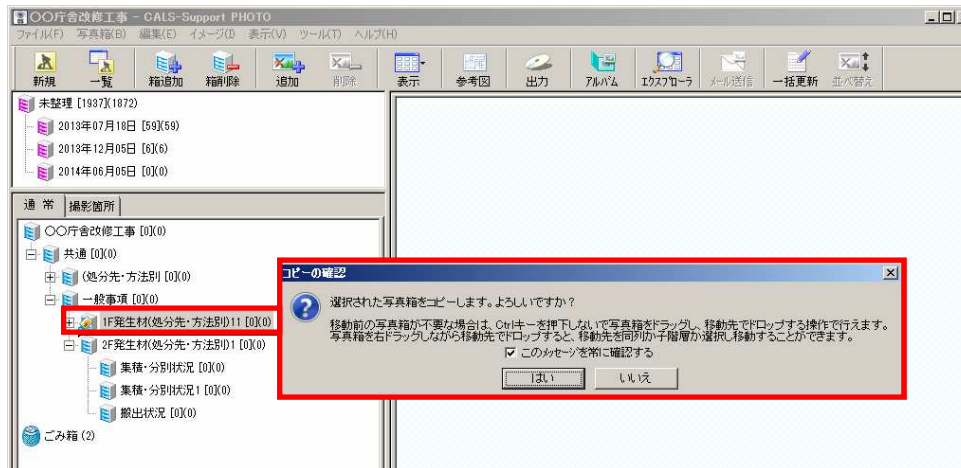 〇〇庁舎改修工事 - CALS-Support PHOTO
ファイル(F) 写真箱(B) 編集(E) イメージ(I) 表示(V) ツール(T) ヘルプ(H)
新規 一覧 箱追加 箱削除 追加 削除 表示 参考図 出力 アルバム エクスプローラ メール送信 一括更新 並べ替え
未整理 [1937](1872)
2013年07月18日 [59](59)
2013年12月05日 [6](6)
2014年06月05日 [0](0)
通 常 撮影箇所
〇〇庁舎改修工事 [0](0)
共通 [0](0)
(処分先・方法別 [0](0)
一般事項 [0](0)
1F発生材(処分先・方法別)11 [0](0)
2F発生材(処分先・方法別)1 [0](0)
集積・分別状況 [0](0)
集積・分別状況1 [0](0)
搬出状況 [0](0)
ごみ箱 (2)
コピーの確認
選択された写真箱をコピーします。よろしいですか？
移動前の写真箱が不要な場合は、Ctrlキーを押下しないで写真箱をドラッグし、移動先でドロップする操作で行えます。
写真箱を右ドラッグしながら移動先でドロップすると、移動先を同列か子階層か選択し移動することができます。
このメッセージを常に確認する
はい いいえ